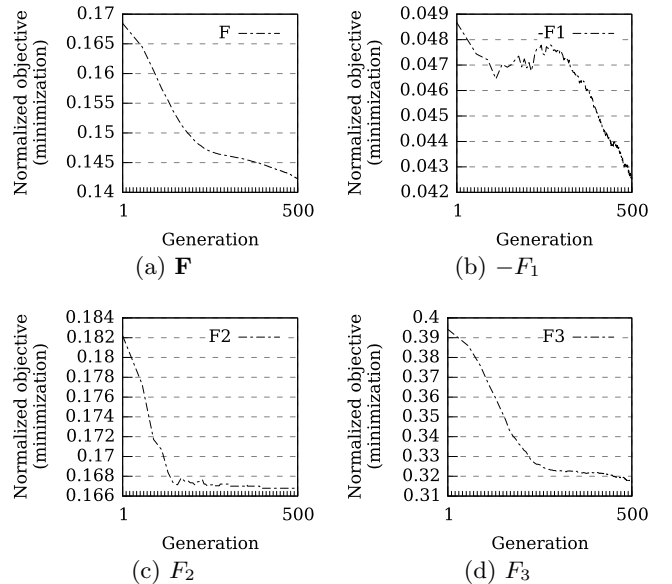 Normalized objective
(minimization)
0.17
0.165
0.16
0.155
0.15
0.145
0.14
F
1
500
Generation
(a) F
Normalized objective
(minimization)
0.049
0.048
0.047
0.046
0.045
0.044
0.043
0.042
-F1
1
500
Generation
(b) −F₁
Normalized objective
(minimization)
0.184
0.182
0.18
0.178
0.176
0.174
0.172
0.17
0.168
0.166
F2
1
500
Generation
(c) F₂
Normalized objective
(minimization)
0.4
0.39
0.38
0.37
0.36
0.35
0.34
0.33
0.32
0.31
F3
1
500
Generation
(d) F₃